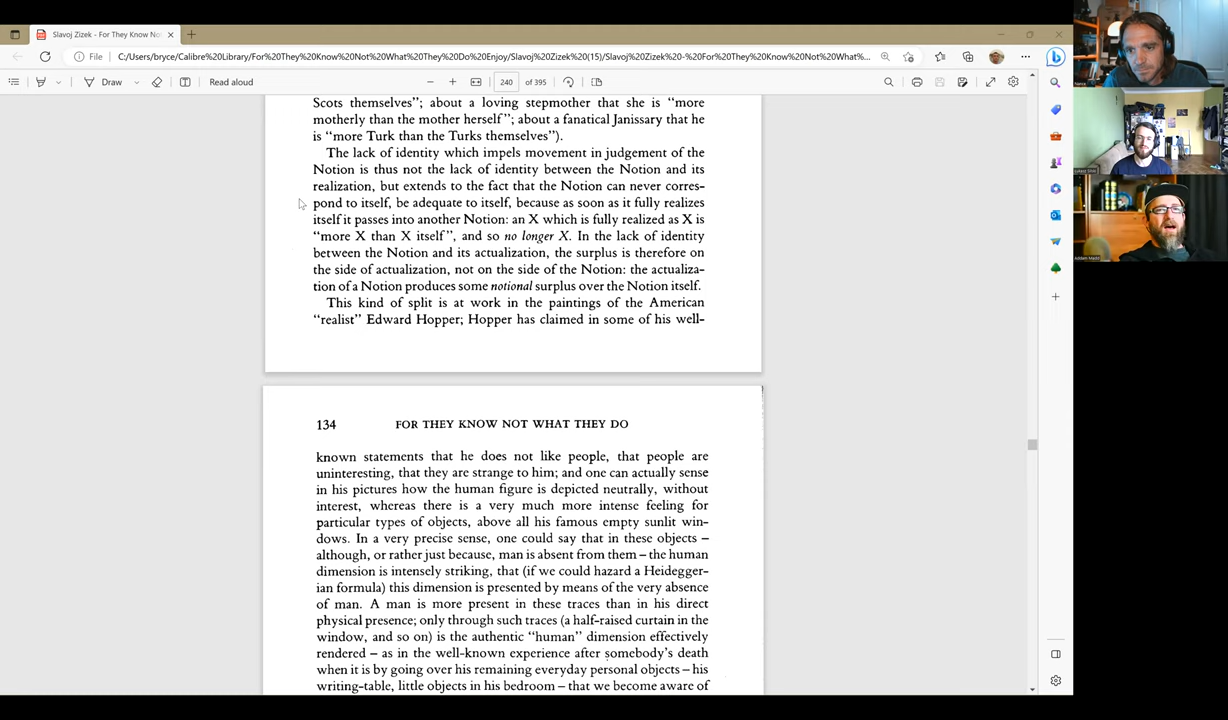 Slavoj Zizek - For They Know No
File
C:/Users/bryce/Calibre%20Library/For%20They%20Know%20Not%20What%20They%20Do%20Enjoy/Slavoj%20Zizek%20(15)/Slavoj%20Zizek%20-%20For%20They%20Know%20Not%20What%...
Draw
Read aloud
240 of 395
Scots themselves”; about a loving stepmother that she is “more
motherly than the mother herself”; about a fanatical Janissary that he
is “more Turk than the Turks themselves”).
The lack of identity which impels movement in judgement of the
Notion is thus not the lack of identity between the Notion and its
realization, but extends to the fact that the Notion can never corres-
pond to itself, be adequate to itself, because as soon as it fully realizes
itself it passes into another Notion: an X which is fully realized as X is
“more X than X itself”, and so no longer X. In the lack of identity
between the Notion and its actualization, the surplus is therefore on
the side of actualization, not on the side of the Notion: the actualiza-
tion of a Notion produces some notional surplus over the Notion itself.
This kind of split is at work in the paintings of the American
“realist” Edward Hopper; Hopper has claimed in some of his well-
134 FOR THEY KNOW NOT WHAT THEY DO
known statements that he does not like people, that people are
uninteresting, that they are strange to him; and one can actually sense
in his pictures how the human figure is depicted neutrally, without
interest, whereas there is a very much more intense feeling for
particular types of objects, above all his famous empty sunlit win-
dows. In a very precise sense, one could say that in these objects –
although, or rather just because, man is absent from them – the human
dimension is intensely striking, that (if we could hazard a Heidegger-
ian formula) this dimension is presented by means of the very absence
of man. A man is more present in these traces than in his direct
physical presence; only through such traces (a half-raised curtain in the
window, and so on) is the authentic “human” dimension effectively
rendered – as in the well-known experience after somebody’s death
when it is by going over his remaining everyday personal objects – his
writing-table, little objects in his bedroom – that we become aware of